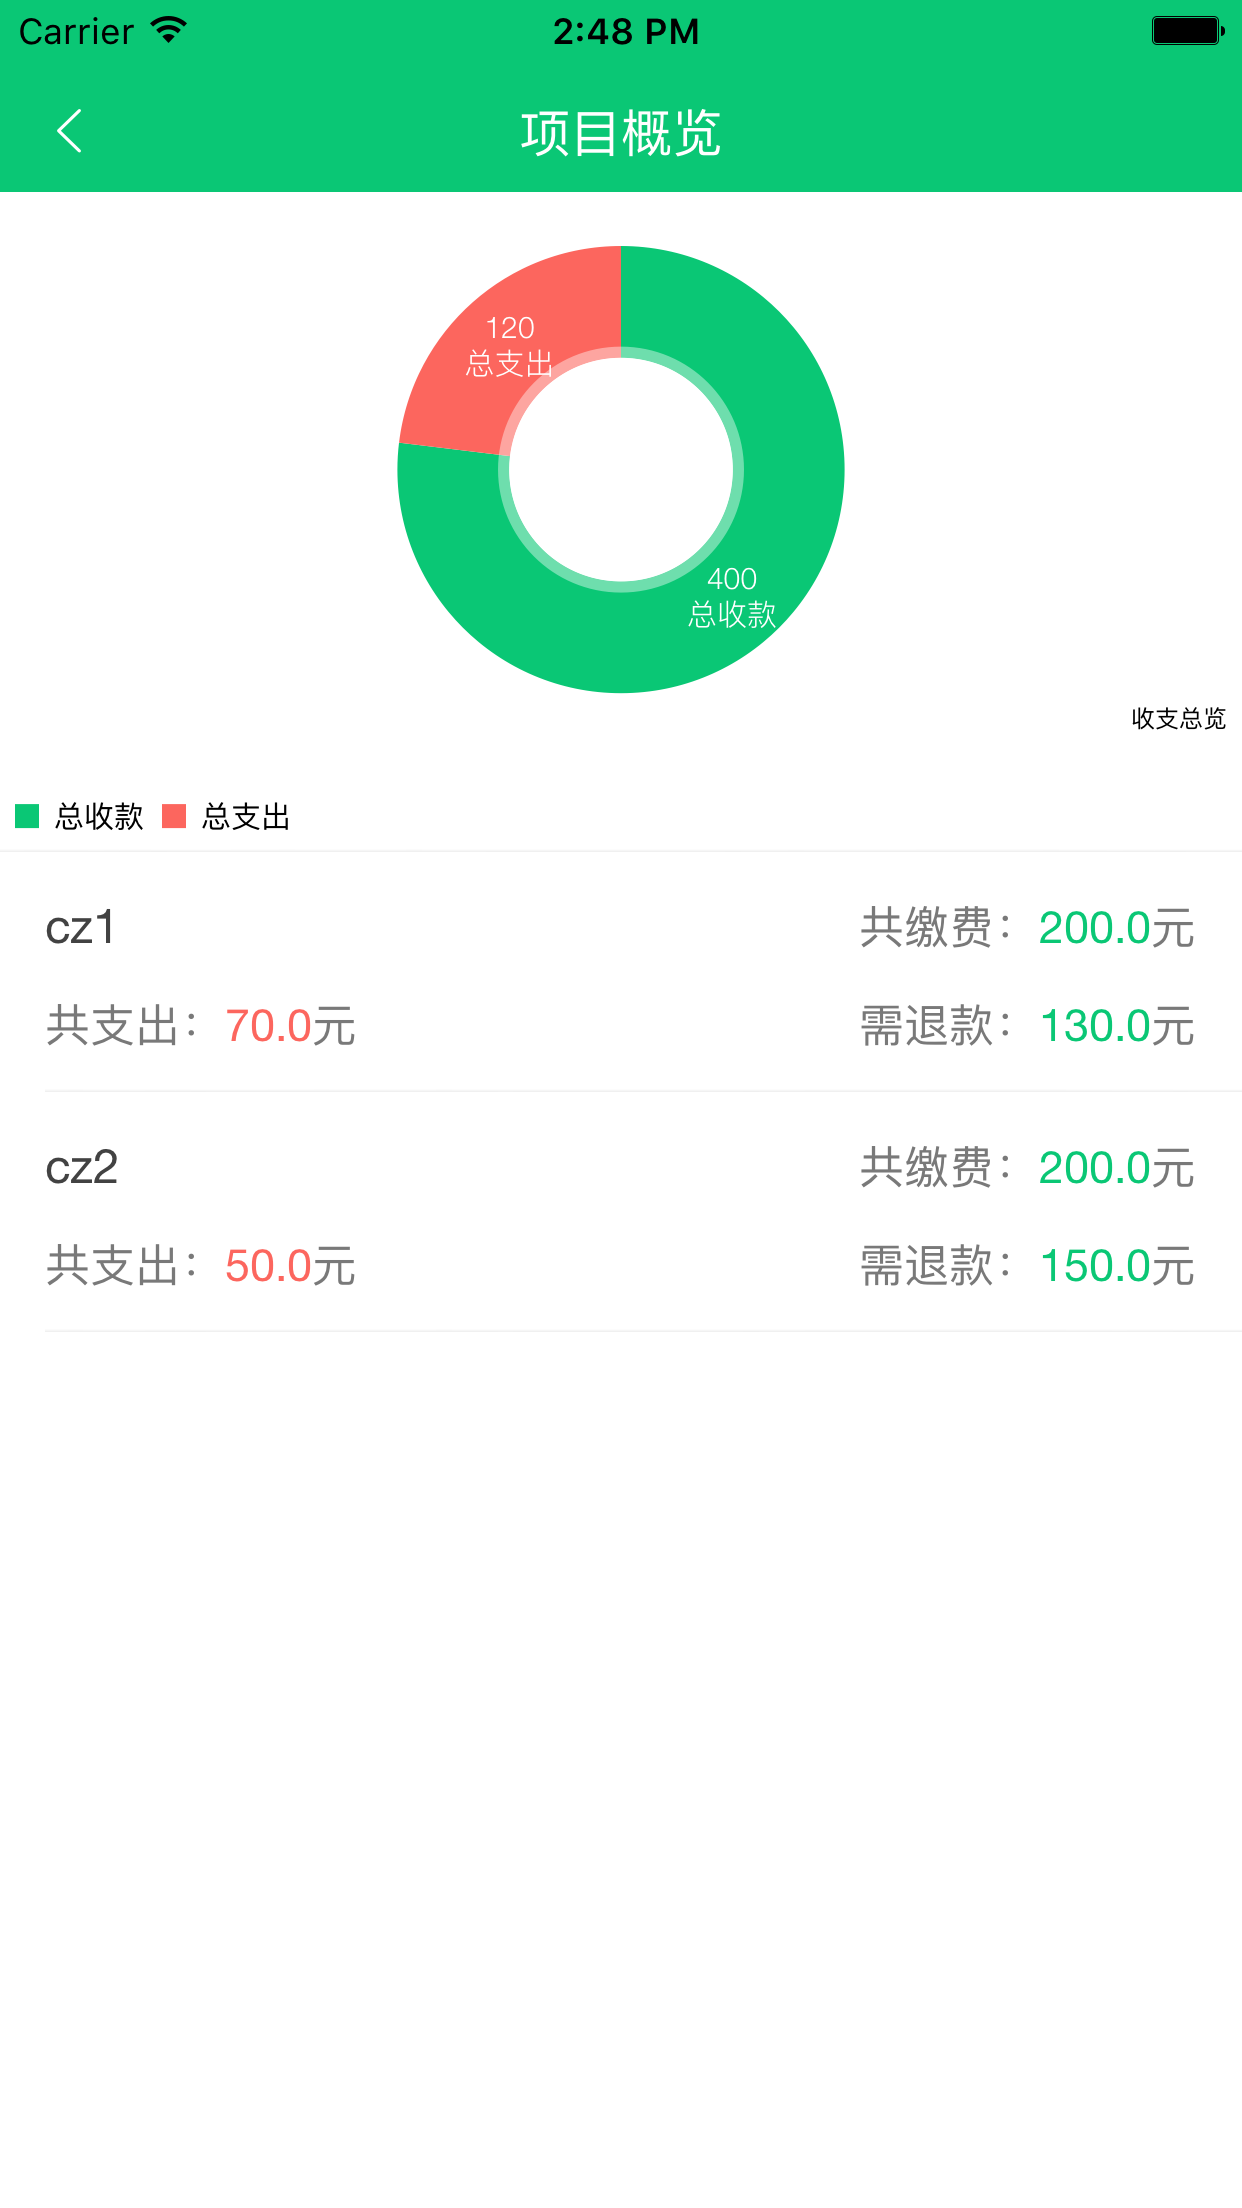 Carrier 2:48 PM
项目概览
120
总支出
400
总收款
收支总览
总收款 总支出
cz1 共缴费：200.0元
共支出：70.0元 需退款：130.0元
cz2 共缴费：200.0元
共支出：50.0元 需退款：150.0元